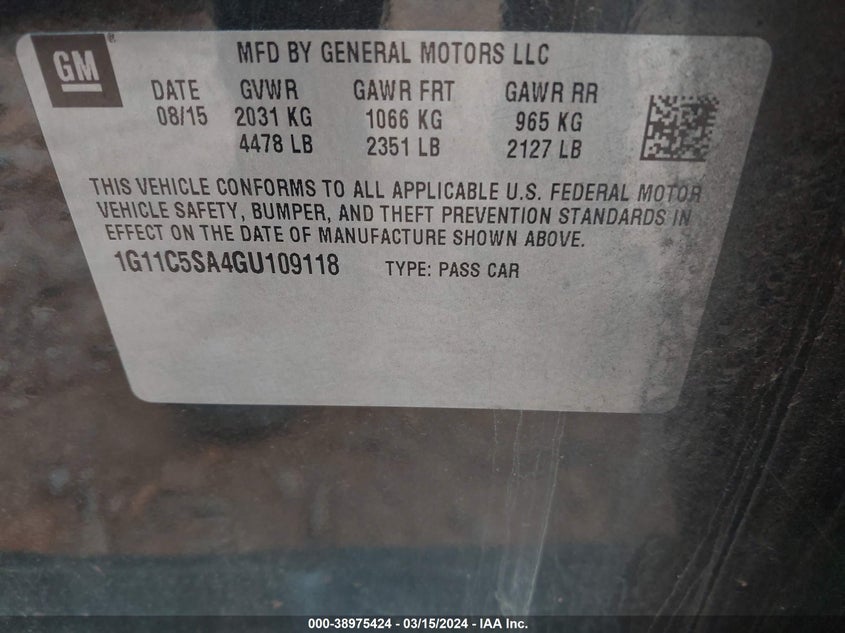 GM®
MFD BY GENERAL MOTORS LLC
DATE GVWR GAWR FRT GAWR RR
08/15 2031 KG 1066 KG 965 KG
4478 LB 2351 LB 2127 LB
THIS VEHICLE CONFORMS TO ALL APPLICABLE U.S. FEDERAL MOTOR
VEHICLE SAFETY, BUMPER, AND THEFT PREVENTION STANDARDS IN
EFFECT ON THE DATE OF MANUFACTURE SHOWN ABOVE.
1G11C5SA4GU109118 TYPE: PASS CAR
000-38975424 - 03/15/2024 - IAA Inc.